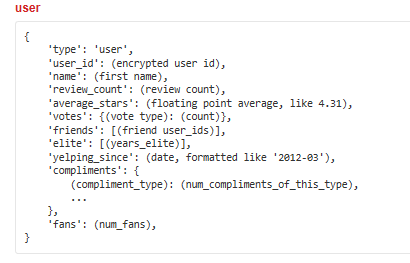 user
{
    'type': 'user',
    'user_id': (encrypted user id),
    'name': (first name),
    'review_count': (review count),
    'average_stars': (floating point average, like 4.31),
    'votes': {(vote type): (count)},
    'friends': [(friend user_ids)],
    'elite': [(years_elite)],
    'yelping_since': (date, formatted like '2012-03'),
    'compliments': {
        (compliment_type): (num_compliments_of_this_type),
        ...
    },
    'fans': (num_fans),
}